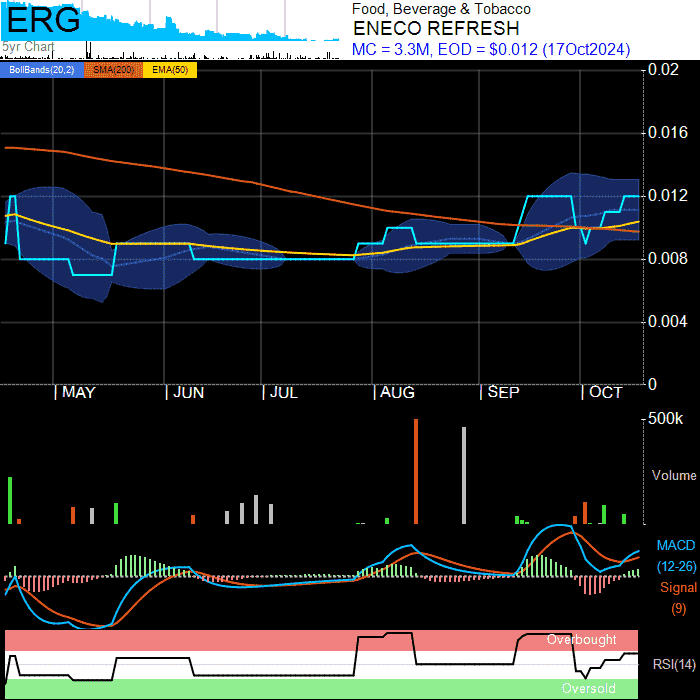 ERG
5yr Chart
Food, Beverage & Tobacco
ENECO REFRESH
MC = 3.3M, EOD = $0.012 (17Oct2024)
BollBands(20,2) SMA(200) EMA(50)
0.02
0.016
0.012
0.008
0.004
0
MAY JUN JUL AUG SEP OCT
500k
Volume
MACD
(12-26)
Signal
(9)
Overbought
RSI(14)
Oversold